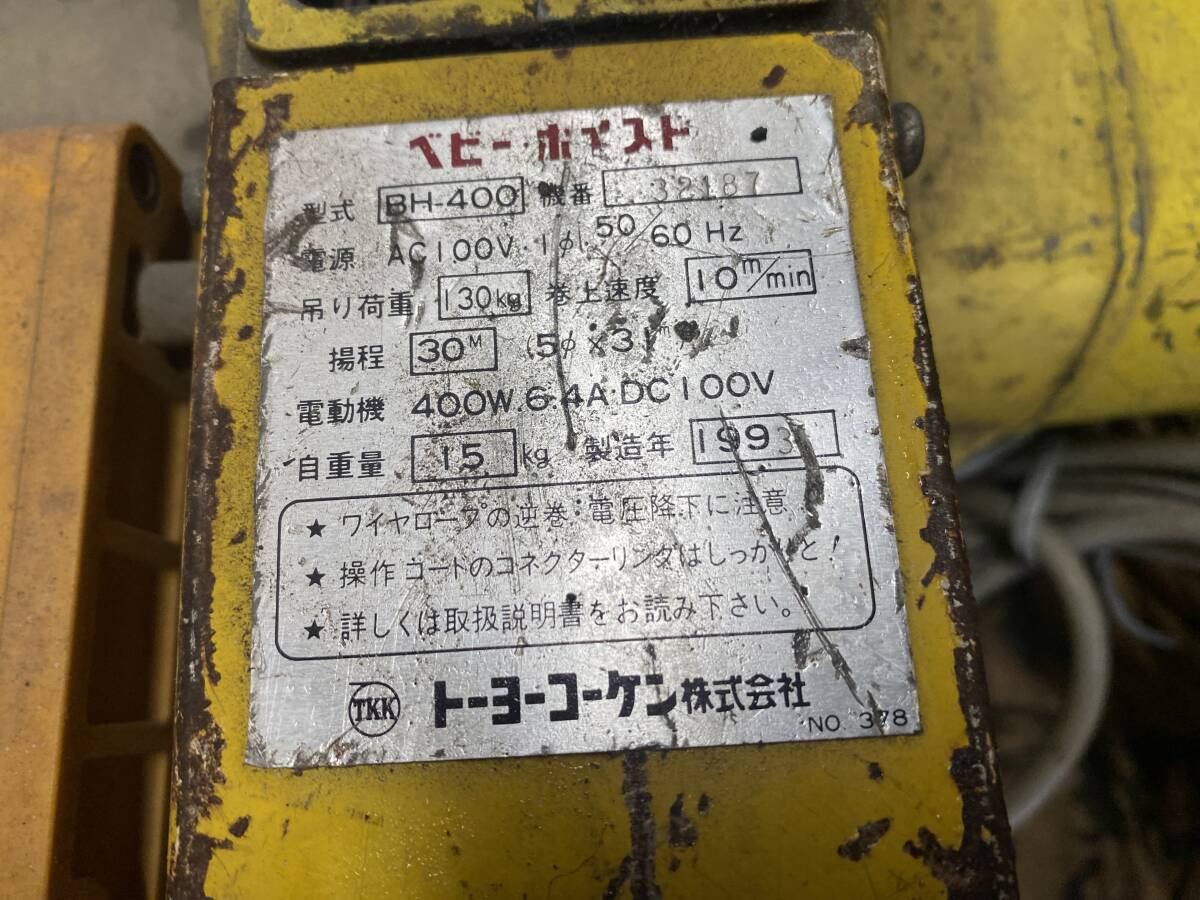 ベビー・ホイスト
型式 BH-400 機番 32187
電源 AC100V・1φ 50/60 Hz
吊り荷重 130kg 巻上速度 10m/min
揚程 30M (5φ×31m)
電動機 400W.6.4A.DC100V
自重量 15 kg 製造年 1993
★ ワイヤロープの逆巻・電圧降下に注意
★ 操作コードのコネクターリングはしっかりと!
★ 詳しくは取扱説明書をお読み下さい。
TKK トーヨーコーケン株式会社
NO. 378